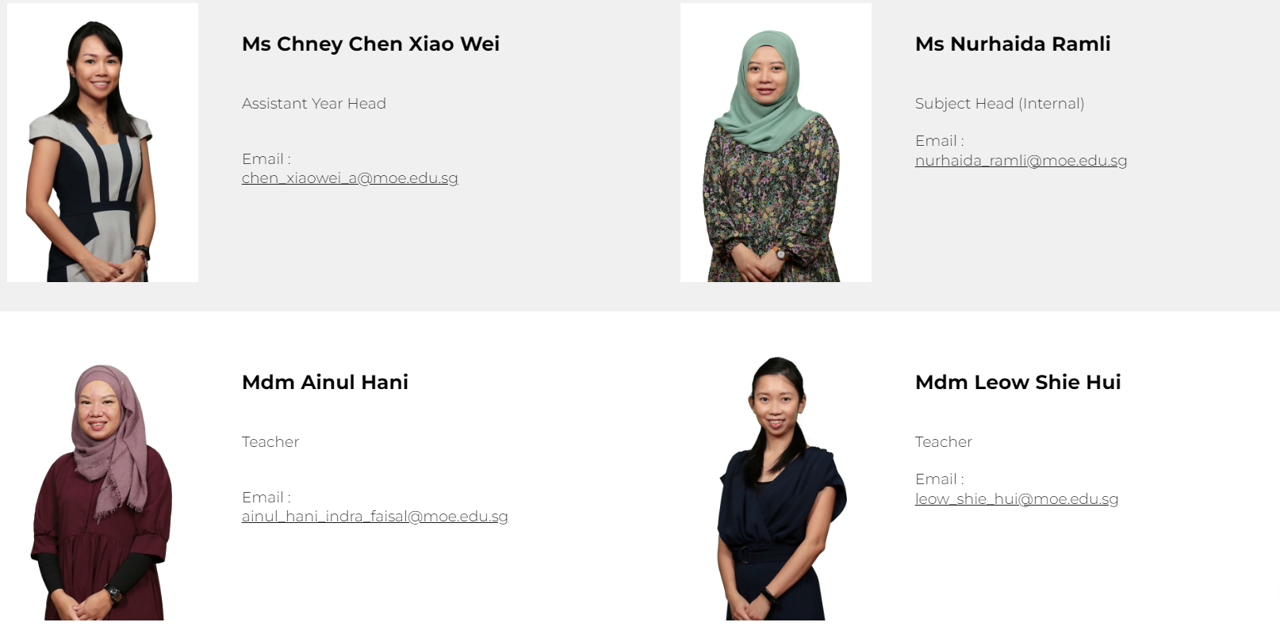 Ms Chney Chen Xiao Wei
Assistant Year Head
Email :
chen_xiaowei_a@moe.edu.sg
Ms Nurhaida Ramli
Subject Head (Internal)
Email :
nurhaida_ramli@moe.edu.sg
Mdm Ainul Hani
Teacher
Email :
ainul_hani_indra_faisal@moe.edu.sg
Mdm Leow Shie Hui
Teacher
Email :
leow_shie_hui@moe.edu.sg